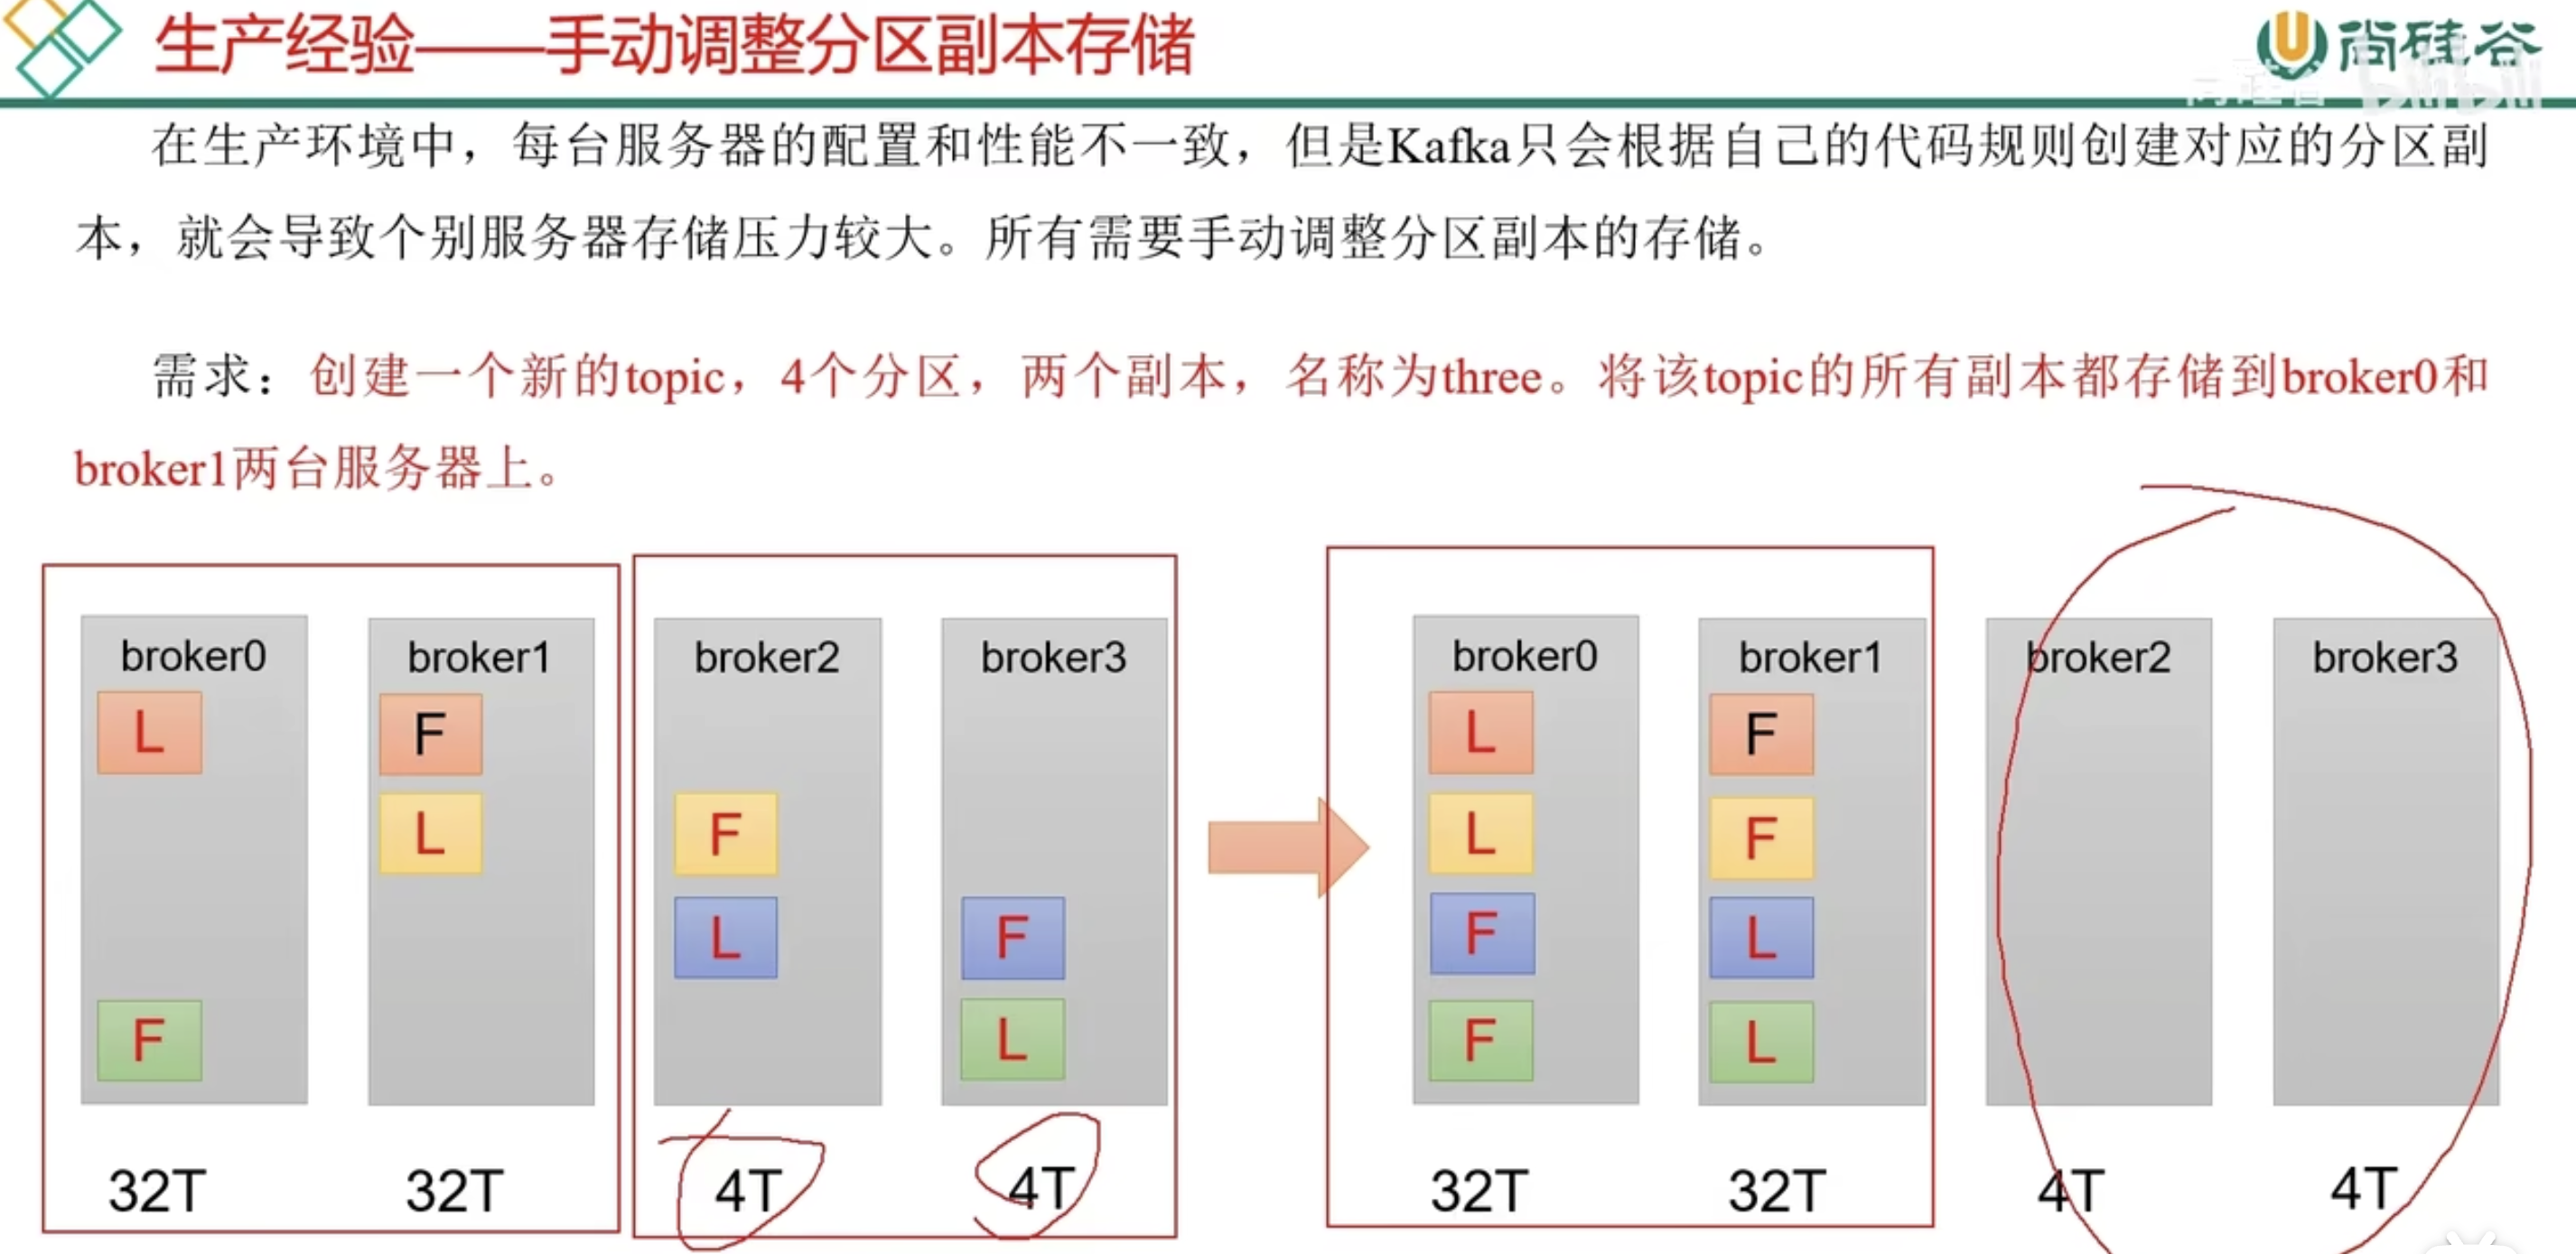 生产经验——手动调整分区副本存储
尚硅谷
尚硅谷 bilibili
在生产环境中，每台服务器的配置和性能不一致，但是Kafka只会根据自己的代码规则创建对应的分区副
本，就会导致个别服务器存储压力较大。所有需要手动调整分区副本的存储。
需求：创建一个新的topic，4个分区，两个副本，名称为three。将该topic的所有副本都存储到broker0和
broker1两台服务器上。
broker0 broker1 broker2 broker3 broker0 broker1 broker2 broker3
L F L F
L F L F
L F F L
F L F L
32T 32T 4T 4T 32T 32T 4T 4T